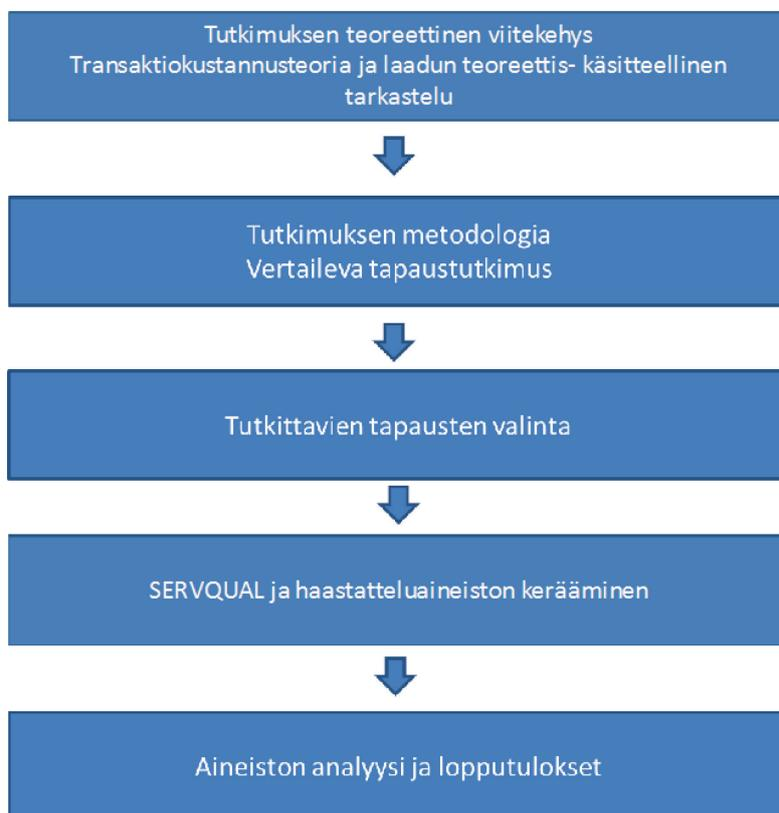 Tutkimuksen teoreettinen viitekehys
Transaktiokustannusteoria ja laadun teoreettis- käsitteellinen
tarkastelu
Tutkimuksen metodologia
Vertaileva tapaustutkimus
Tutkittavien tapausten valinta
SERVQUAL ja haastatteluaineiston kerääminen
Aineiston analyysi ja lopputulokset